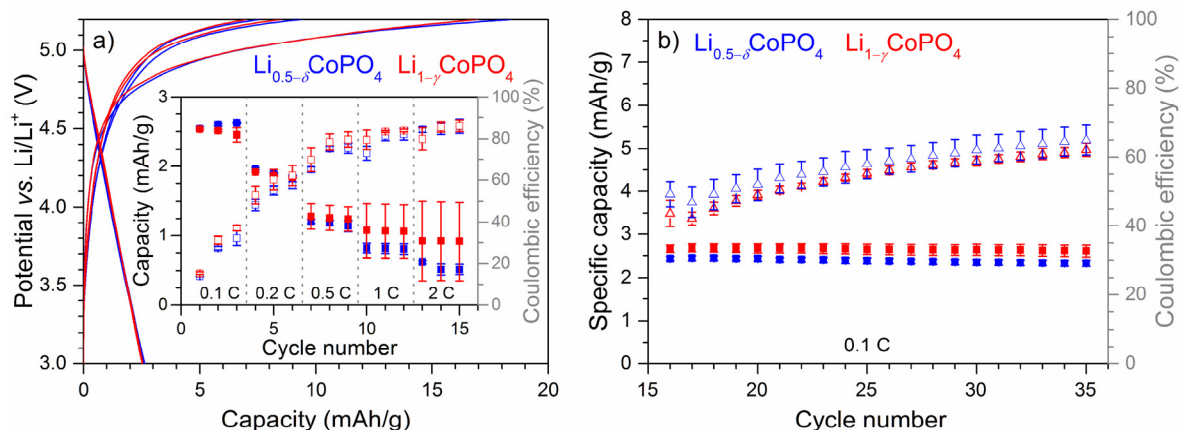 a)
Li0.5−δCoPO4 Li1−γCoPO4
Potential vs. Li/Li+ (V)
5.0
4.5
4.0
3.5
3.0
0 5 10 15 20
Capacity (mAh/g)
Capacity (mAh/g)
3
2
1
0
100
80
60
40
20
0
Coulombic efficiency (%)
0.1 C 0.2 C 0.5 C 1 C 2 C
0 5 10 15
Cycle number
b)
Li0.5−δCoPO4 Li1−γCoPO4
Specific capacity (mAh/g)
8
7
6
5
4
3
2
1
0
100
80
60
40
20
0
Coulombic efficiency (%)
0.1 C
15 20 25 30 35
Cycle number